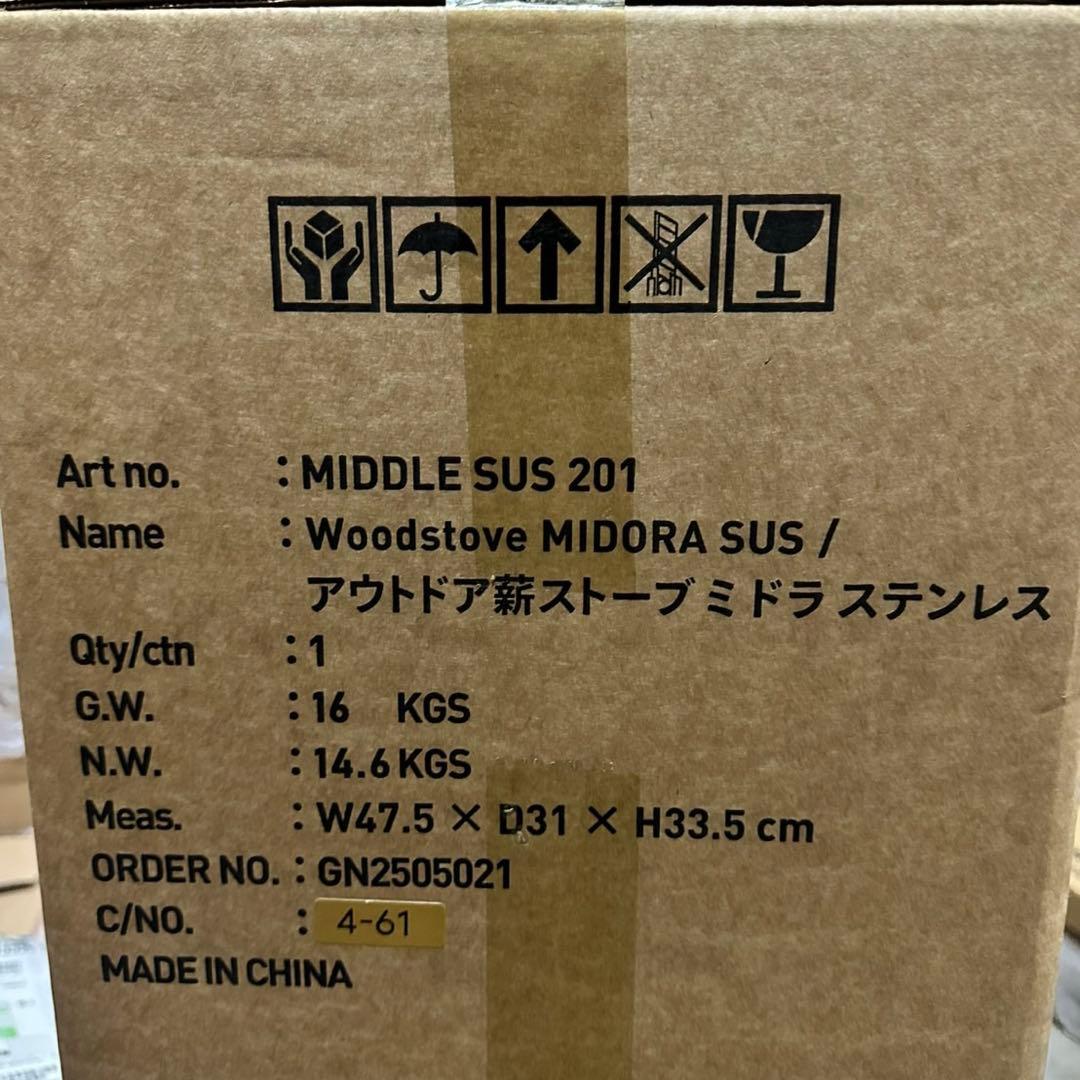 Art no. : MIDDLE SUS 201
Name : Woodstove MIDORA SUS /
アウトドア薪ストーブ ミドラ ステンレス
Qty/ctn : 1
G.W. : 16 KGS
N.W. : 14.6 KGS
Meas. : W47.5 × D31 × H33.5 cm
ORDER NO. : GN2505021
C/NO. : 4-61
MADE IN CHINA